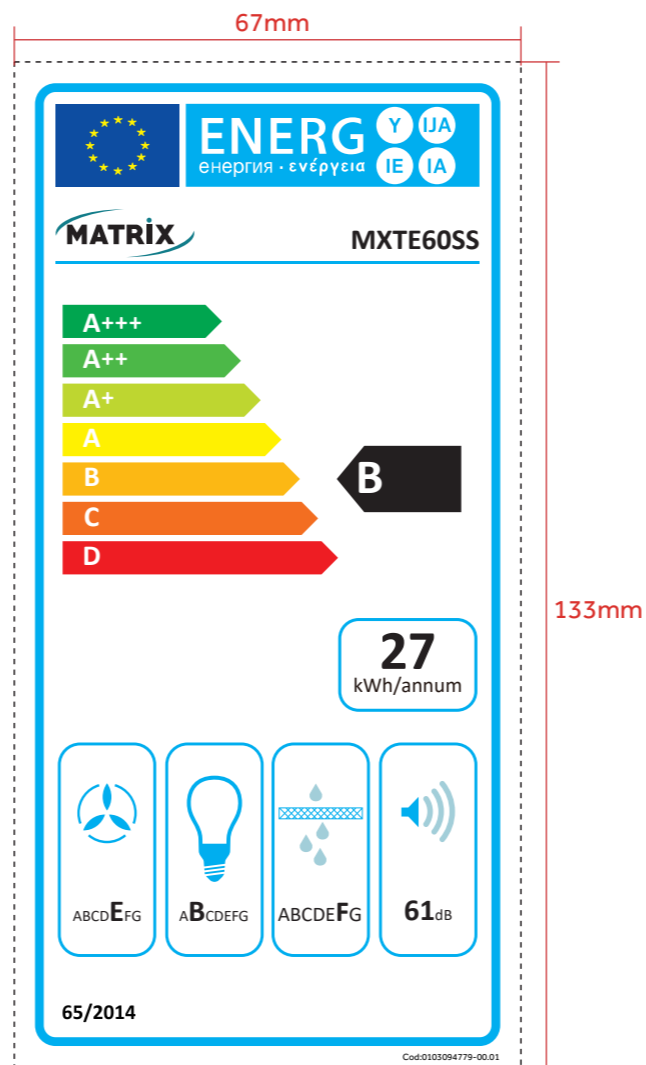 67mm
ENERG Y IJA
енергия · ενέργεια IE IA
MATRİX MXTE60SS
A+++
A++
A+
A
B
B
C
D
133mm
27
kWh/annum
ABCDEFG ABCDEFG ABCDEFG 61dB
65/2014
Cod:0103094779-00.01